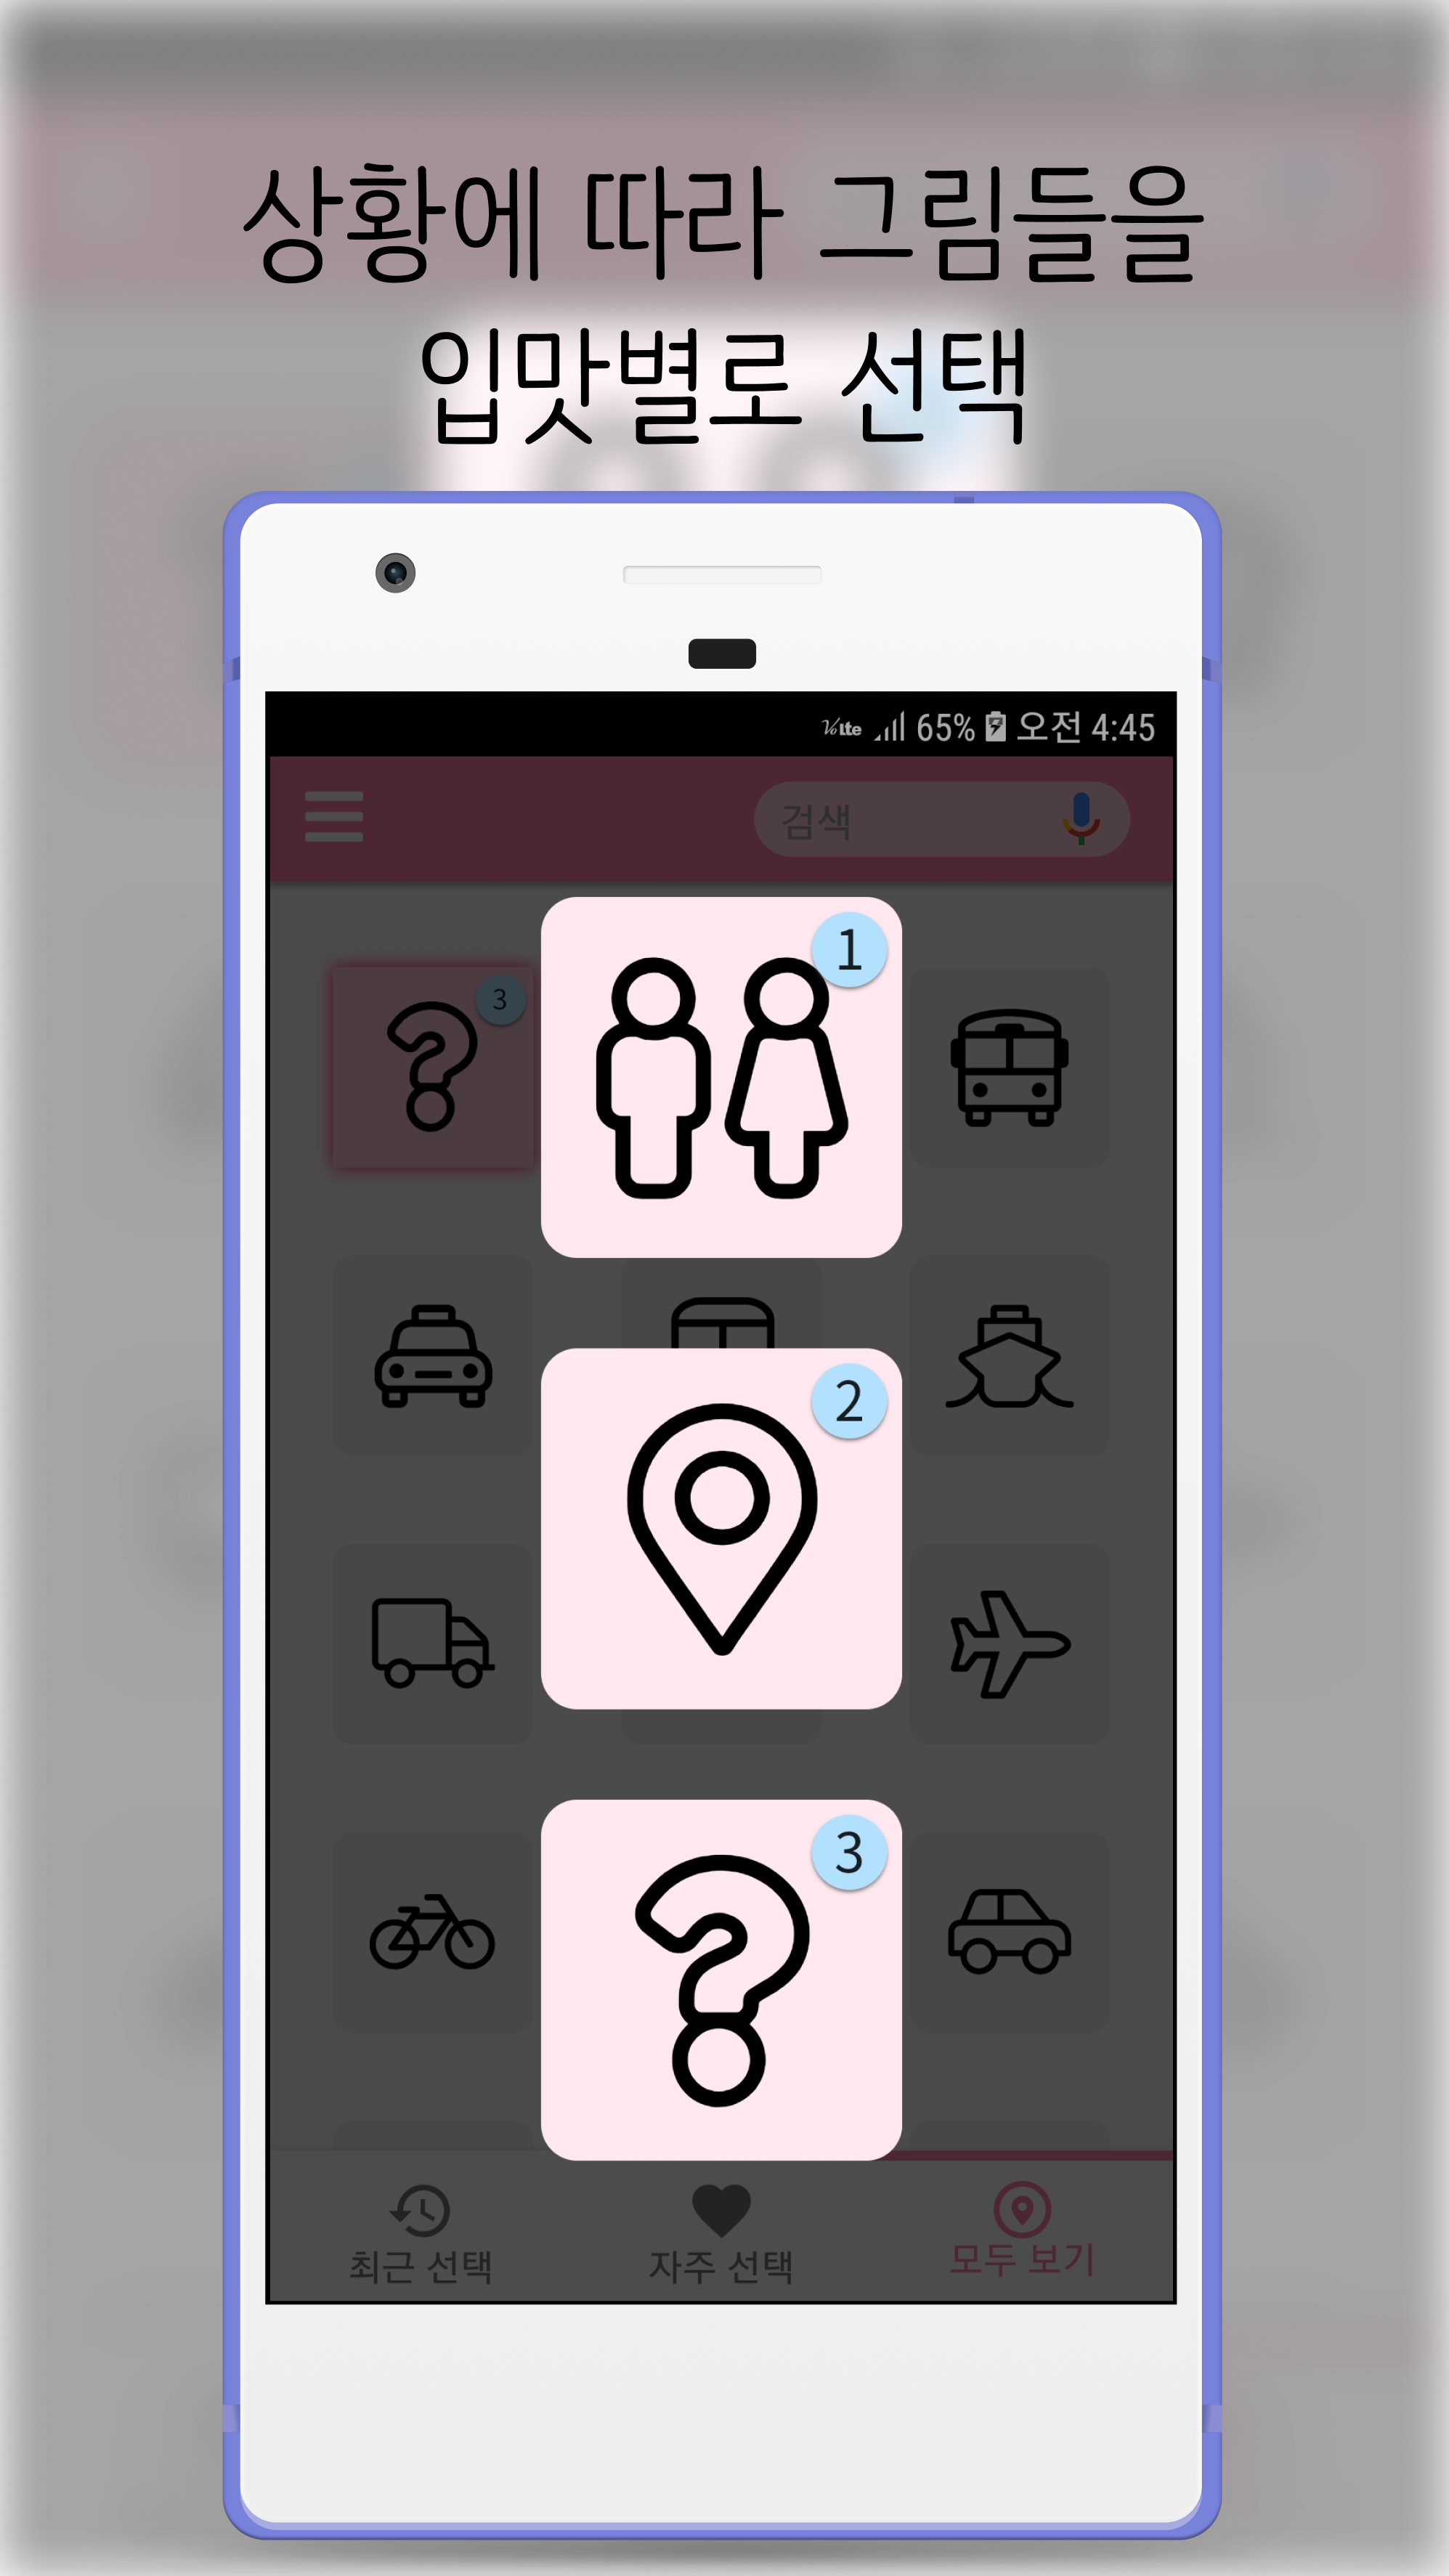 상황에 따라 그림들을
입맛별로 선택
VoLte 65% 오전 4:45
검색
1
3
2
3
최근 선택
자주 선택
모두 보기